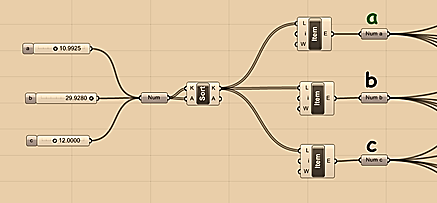 a
a 10.9925
L
i
W
Item
E
Num a
b
b 29.9280
Num
K
A
Sort
K
A
L
i
W
Item
E
Num b
c
c 12.0000
L
i
W
Item
E
Num c